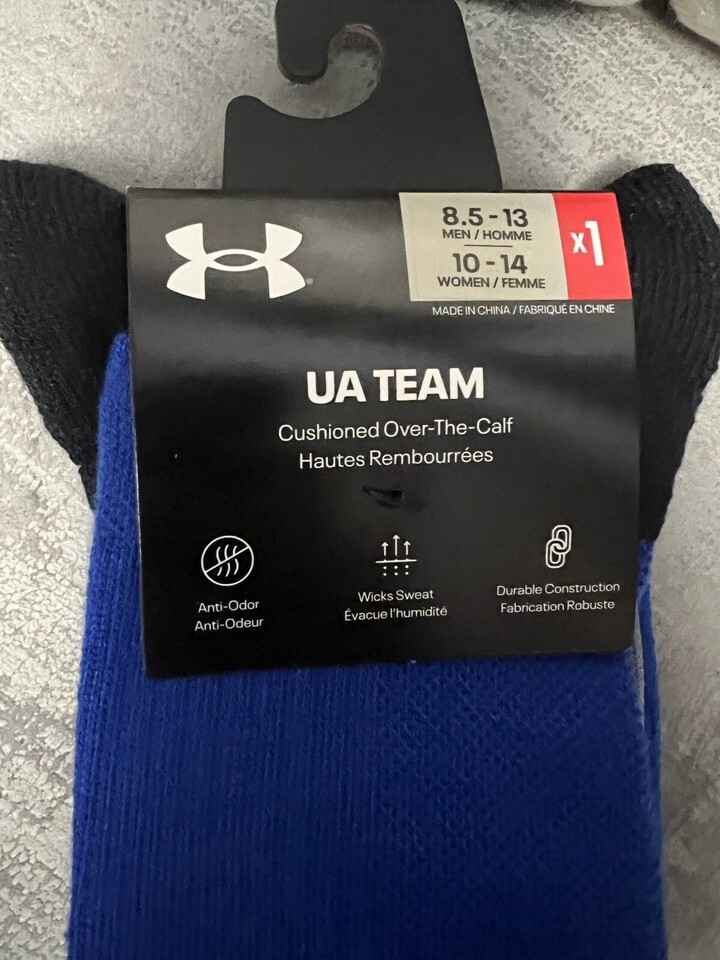 8.5 - 13
MEN / HOMME
10 - 14
WOMEN / FEMME
x1
MADE IN CHINA / FABRIQUÉ EN CHINE
UA TEAM
Cushioned Over-The-Calf
Hautes Rembourrées
Anti-Odor
Anti-Odeur
Wicks Sweat
Évacue l'humidité
Durable Construction
Fabrication Robuste